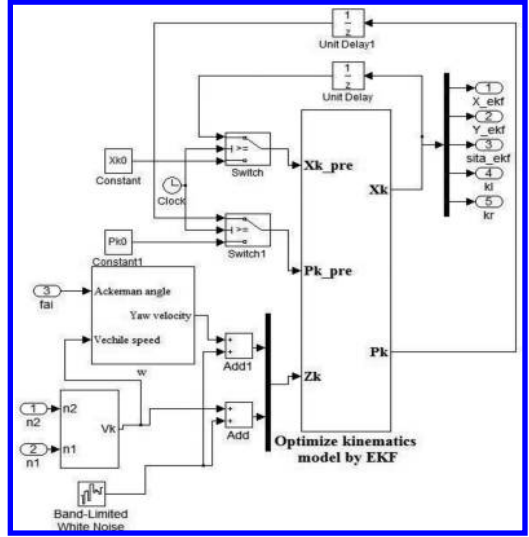 1
z
Unit Delay1
1
z
Unit Delay
1
X_ekf
2
Y_ekf
3
sita_ekf
4
kl
5
kr
Xk0
Constant
>=
Switch
Clock
Xk_pre
Xk
Pk0
Constant1
>=
Switch1
Pk_pre
3
fai
Ackerman angle
Yaw velocity
Vechile speed
w
Add1
Zk
Pk
1
n2
n2
Vk
2
n1
n1
Add
Optimize kinematics
model by EKF
Band-Limited
White Noise